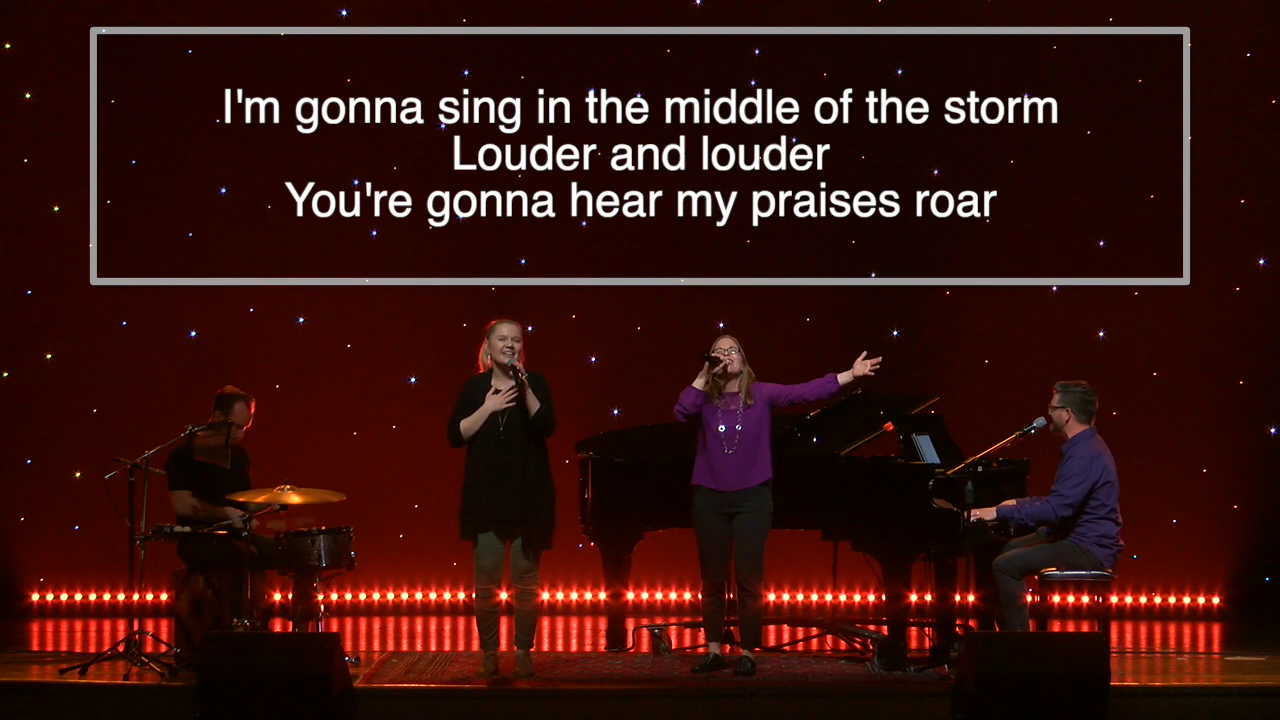 I'm gonna sing in the middle of the storm
Louder and louder
You're gonna hear my praises roar